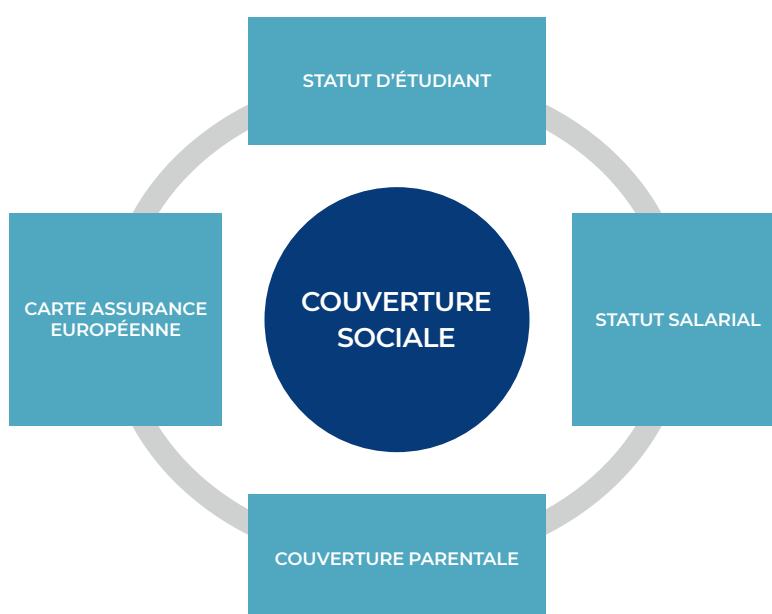 STATUT D'ÉTUDIANT
CARTE ASSURANCE
EUROPÉENNE
COUVERTURE
SOCIALE
STATUT SALARIAL
COUVERTURE PARENTALE